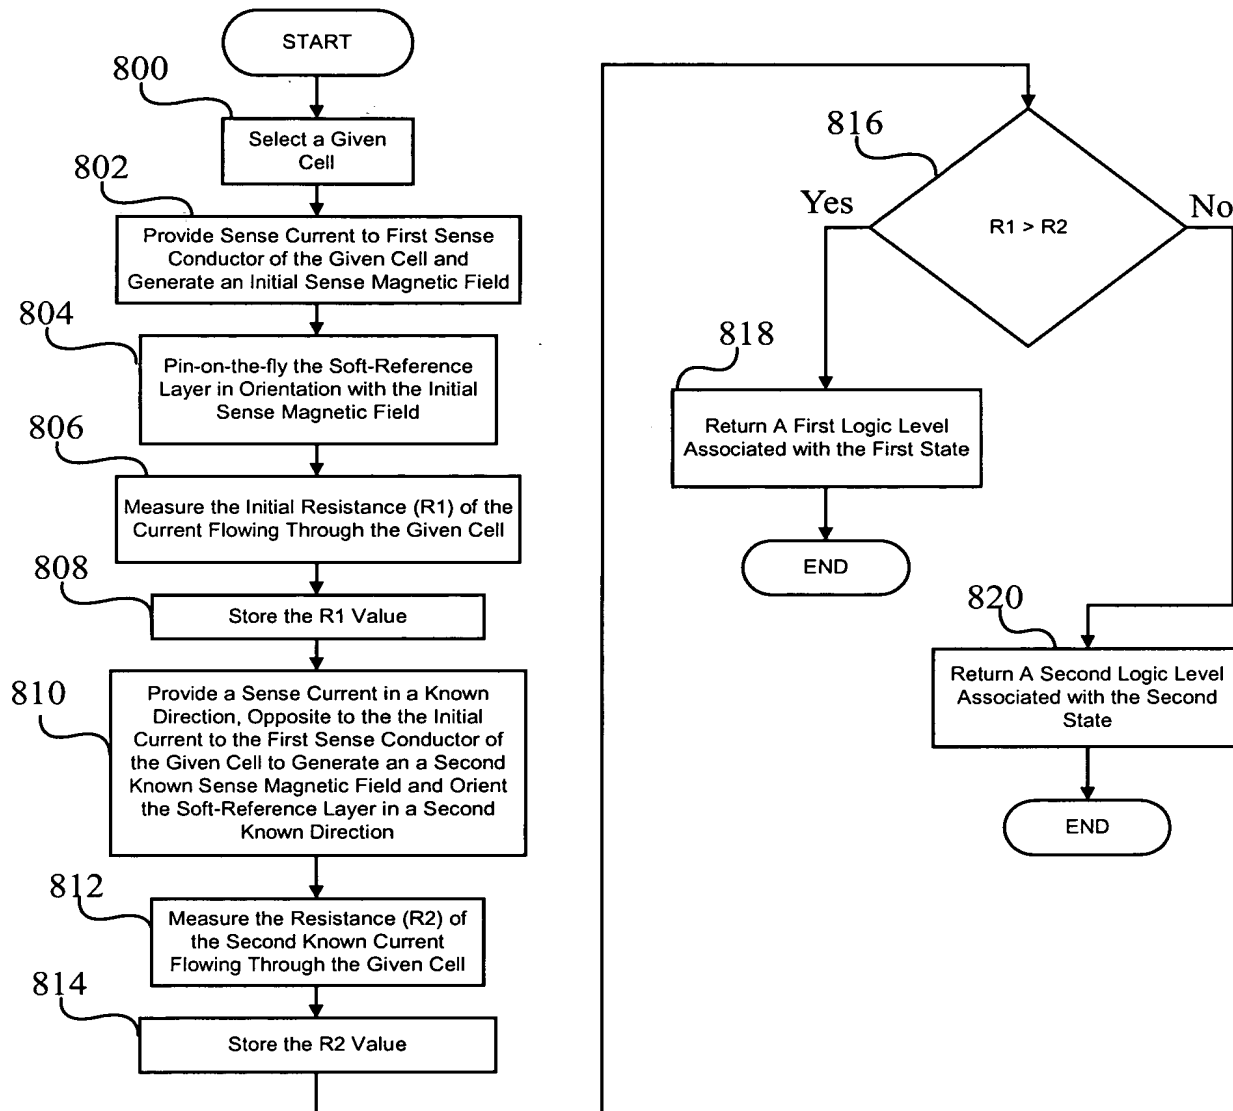 START
800
Select a Given
Cell
802
Provide Sense Current to First Sense
Conductor of the Given Cell and
Generate an Initial Sense Magnetic Field
804
Pin-on-the-fly the Soft-Reference
Layer in Orientation with the Initial
Sense Magnetic Field
806
Measure the Initial Resistance (R1) of the
Current Flowing Through the Given Cell
808
Store the R1 Value
810
Provide a Sense Current in a Known
Direction, Opposite to the the Initial
Current to the First Sense Conductor of
the Given Cell to Generate an a Second
Known Sense Magnetic Field and Orient
the Soft-Reference Layer in a Second
Known Direction
812
Measure the Resistance (R2) of
the Second Known Current
Flowing Through the Given Cell
814
Store the R2 Value
816
Yes
R1 > R2
No
818
Return A First Logic Level
Associated with the First State
END
820
Return A Second Logic Level
Associated with the Second
State
END